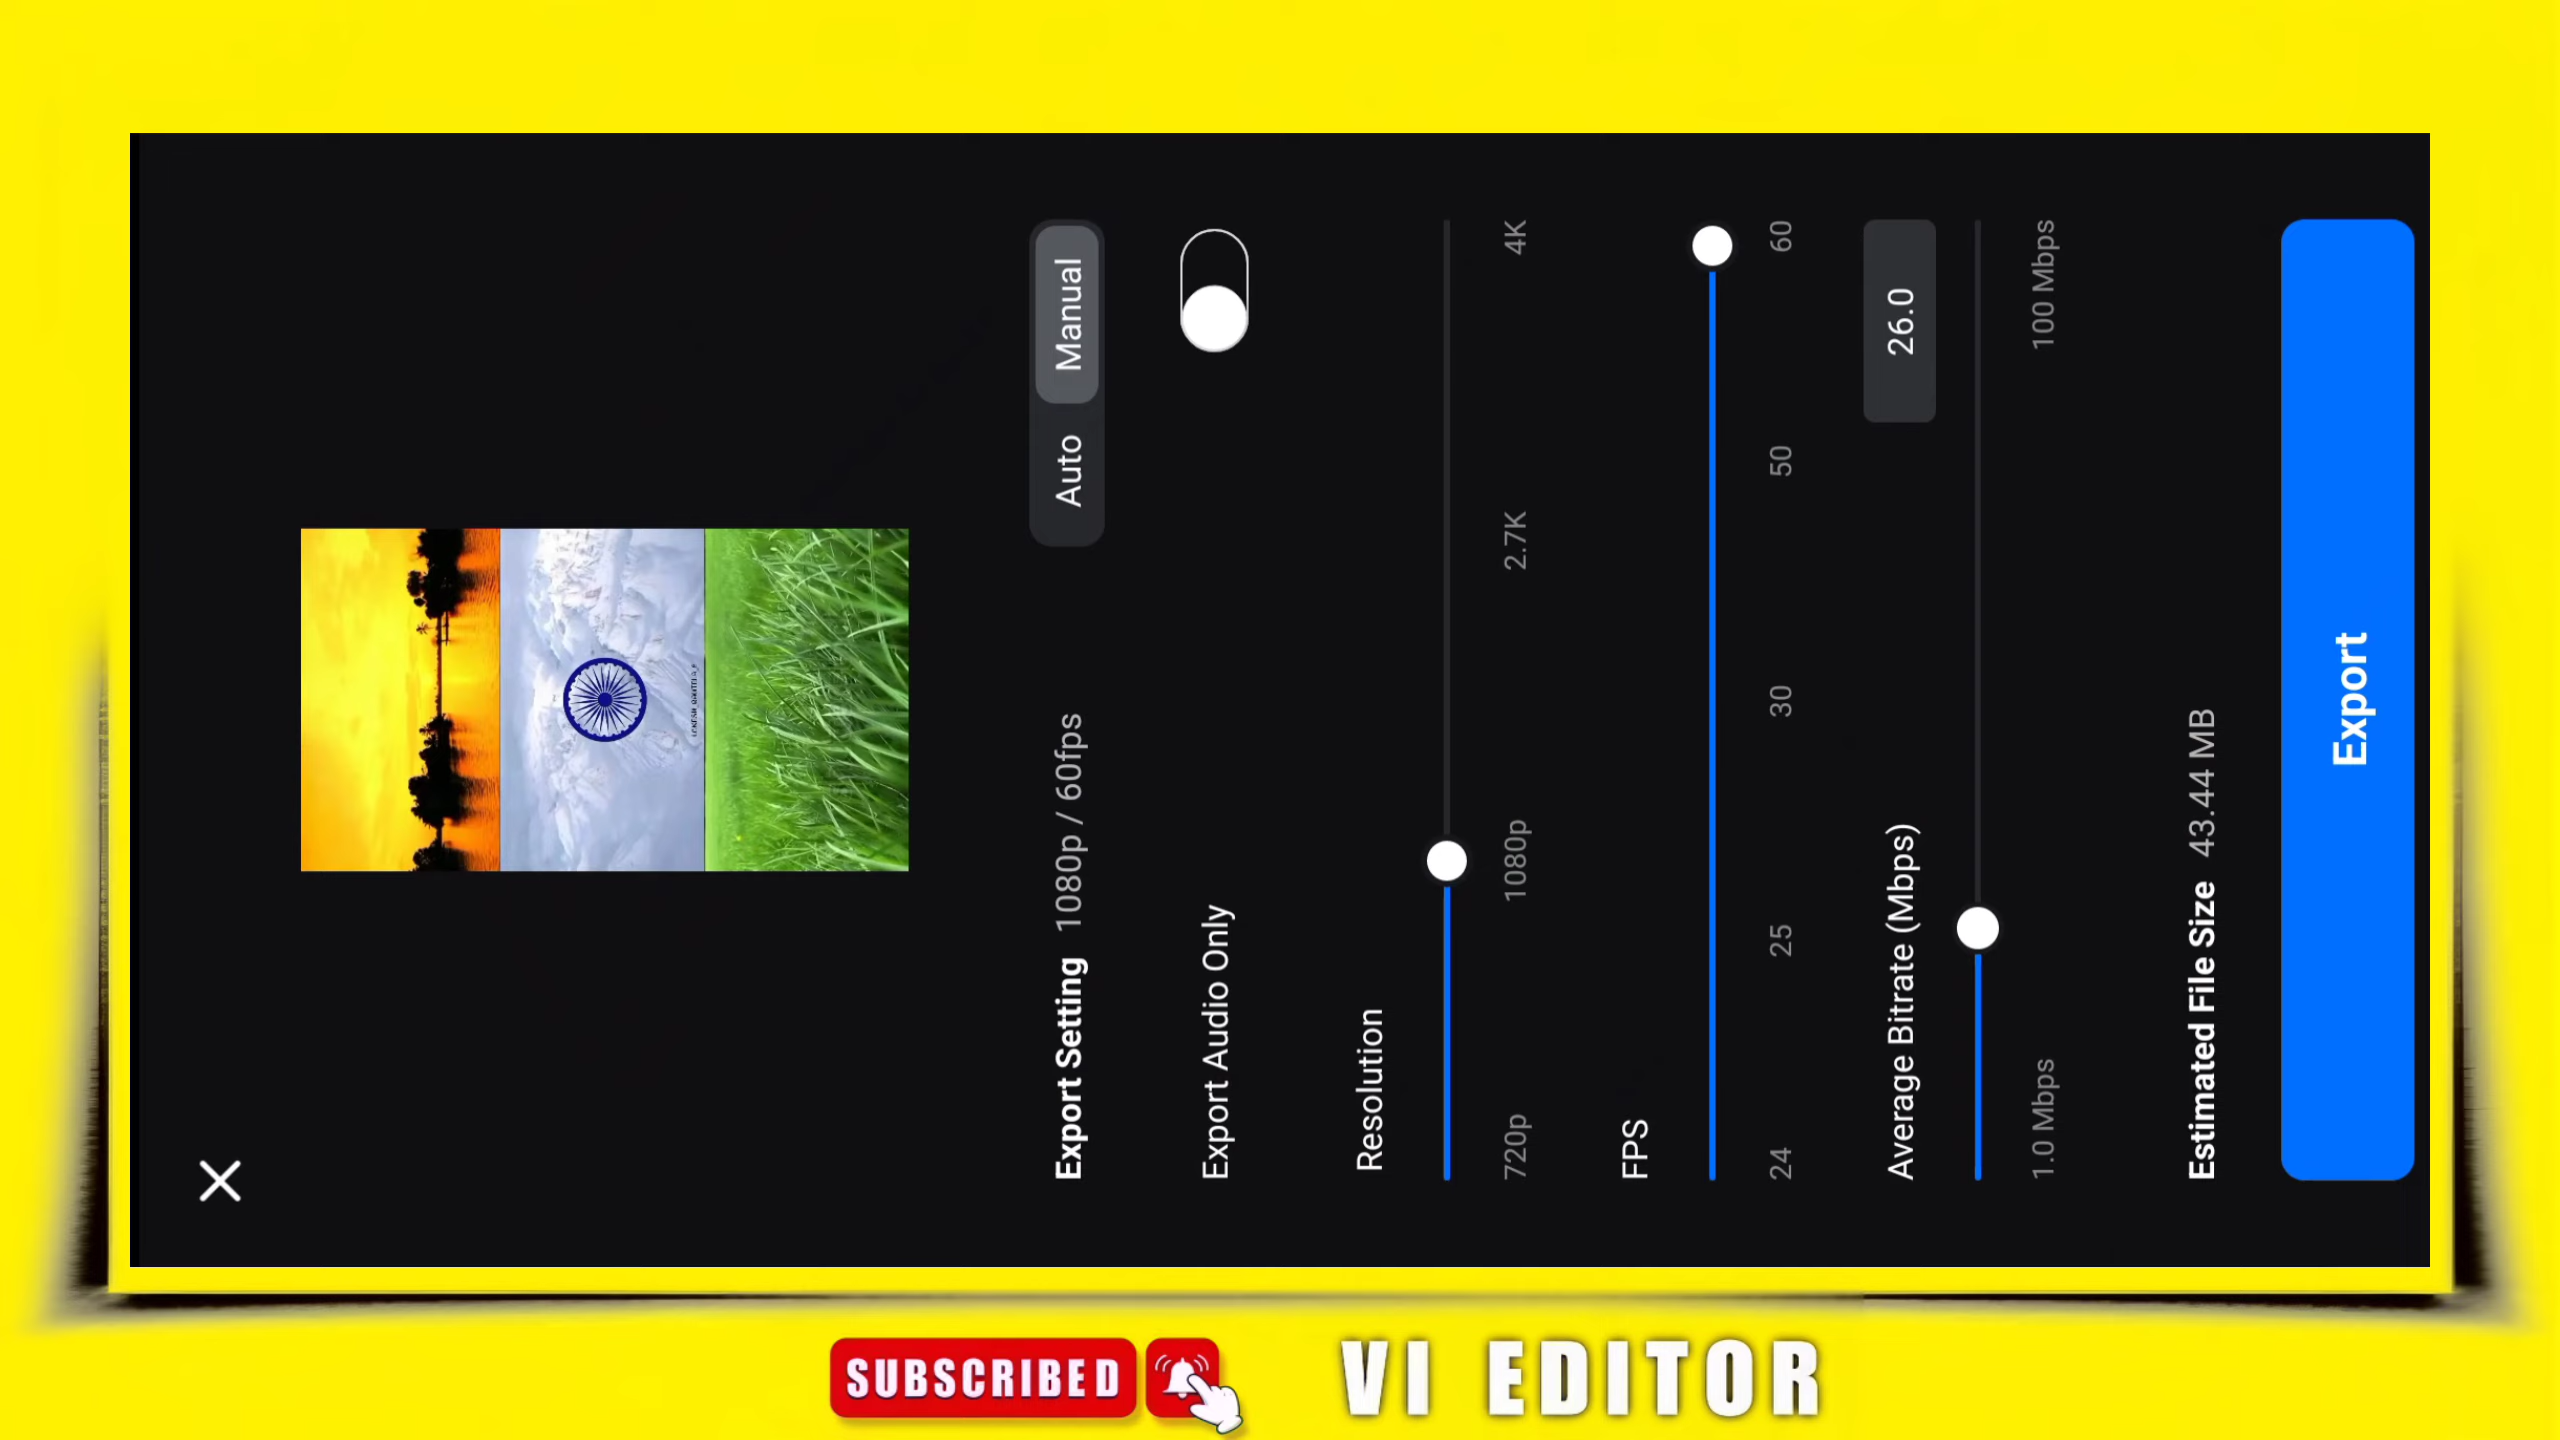 Export Setting 1080p / 60fps
Auto Manual
Export Audio Only
Resolution
720p 1080p 2.7K 4K
FPS
24 25 30 50 60
Average Bitrate (Mbps) 26.0
1.0 Mbps 100 Mbps
Estimated File Size 43.44 MB
Export
SUBSCRIBED
VI EDITOR